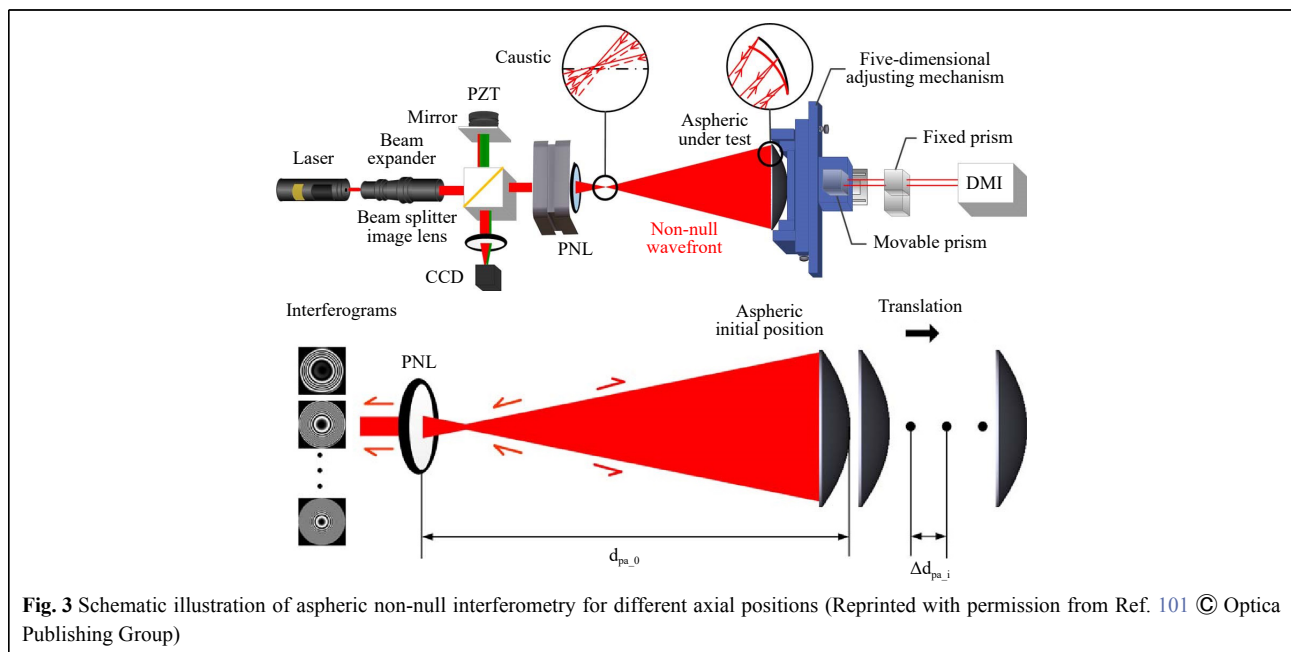 Caustic
PZT
Mirror
Beam
expander
Laser
Beam splitter
image lens
CCD
PNL
Non-null
wavefront
Aspheric
under test
Five-dimensional
adjusting mechanism
Fixed prism
DMI
Movable prism
Interferograms
PNL
Aspheric
initial position
Translation
d_pa_0
Δd_pa_i
Fig. 3 Schematic illustration of aspheric non-null interferometry for different axial positions (Reprinted with permission from Ref. 101 © Optica
Publishing Group)